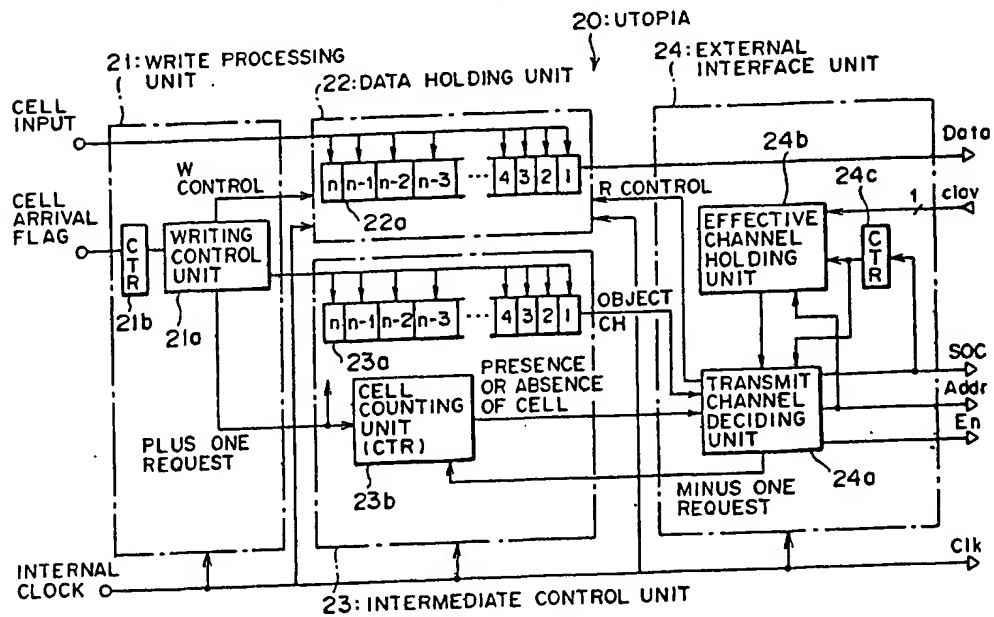 20:UTOPIA
21:WRITE PROCESSING
UNIT
22:DATA HOLDING UNIT
24:EXTERNAL
INTERFACE UNIT
CELL
INPUT
n n-1 n-2 n-3 ... 4 3 2 1
22a
W
CONTROL
R CONTROL
24b
24c
Data
1
clav
CELL
ARRIVAL
FLAG
CTR
21b
WRITING
CONTROL
UNIT
21a
EFFECTIVE
CHANNEL
HOLDING
UNIT
CTR
n n-1 n-2 n-3 ... 4 3 2 1
23a
OBJECT
CH
CELL
COUNTING
UNIT
(CTR)
23b
PRESENCE
OR ABSENCE
OF CELL
TRANSMIT
CHANNEL
DECIDING
UNIT
24a
SOC
Addr
En
PLUS ONE
REQUEST
MINUS ONE
REQUEST
INTERNAL
CLOCK
Clk
23:INTERMEDIATE CONTROL UNIT